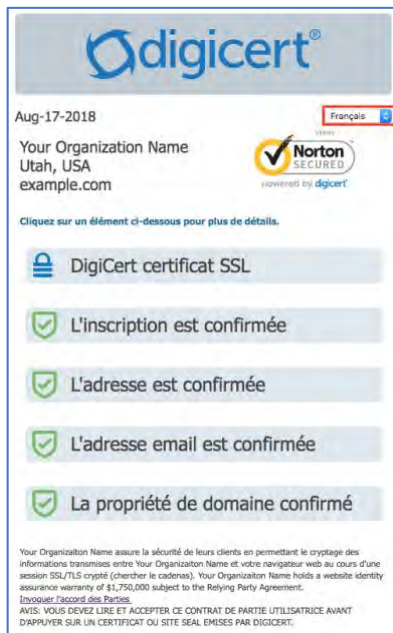 digicert®
Aug-17-2018
Français
Your Organization Name
Utah, USA
example.com
Norton
SECURED
powered by digicert
Cliquez sur un élément ci-dessous pour plus de détails.
DigiCert certificat SSL
L'inscription est confirmée
L'adresse est confirmée
L'adresse email est confirmée
La propriété de domaine confirmé
Your Organizaiton Name assure la sécurité de leurs clients en permettant le cryptage des
informations transmises entre Your Organizaiton Name et votre navigateur web au cours d'une
session SSL/TLS crypté (chercher le cadenas). Your Organizaiton Name holds a website identity
assurance warranty of $1,750,000 subject to the Relying Party Agreement.
Invoquer l'accord des Parties
AVIS: VOUS DEVEZ LIRE ET ACCEPTER CE CONTRAT DE PARTIE UTILISATRICE AVANT
D'APPUYER SUR UN CERTIFICAT OU SITE SEAL EMISES PAR DIGICERT.